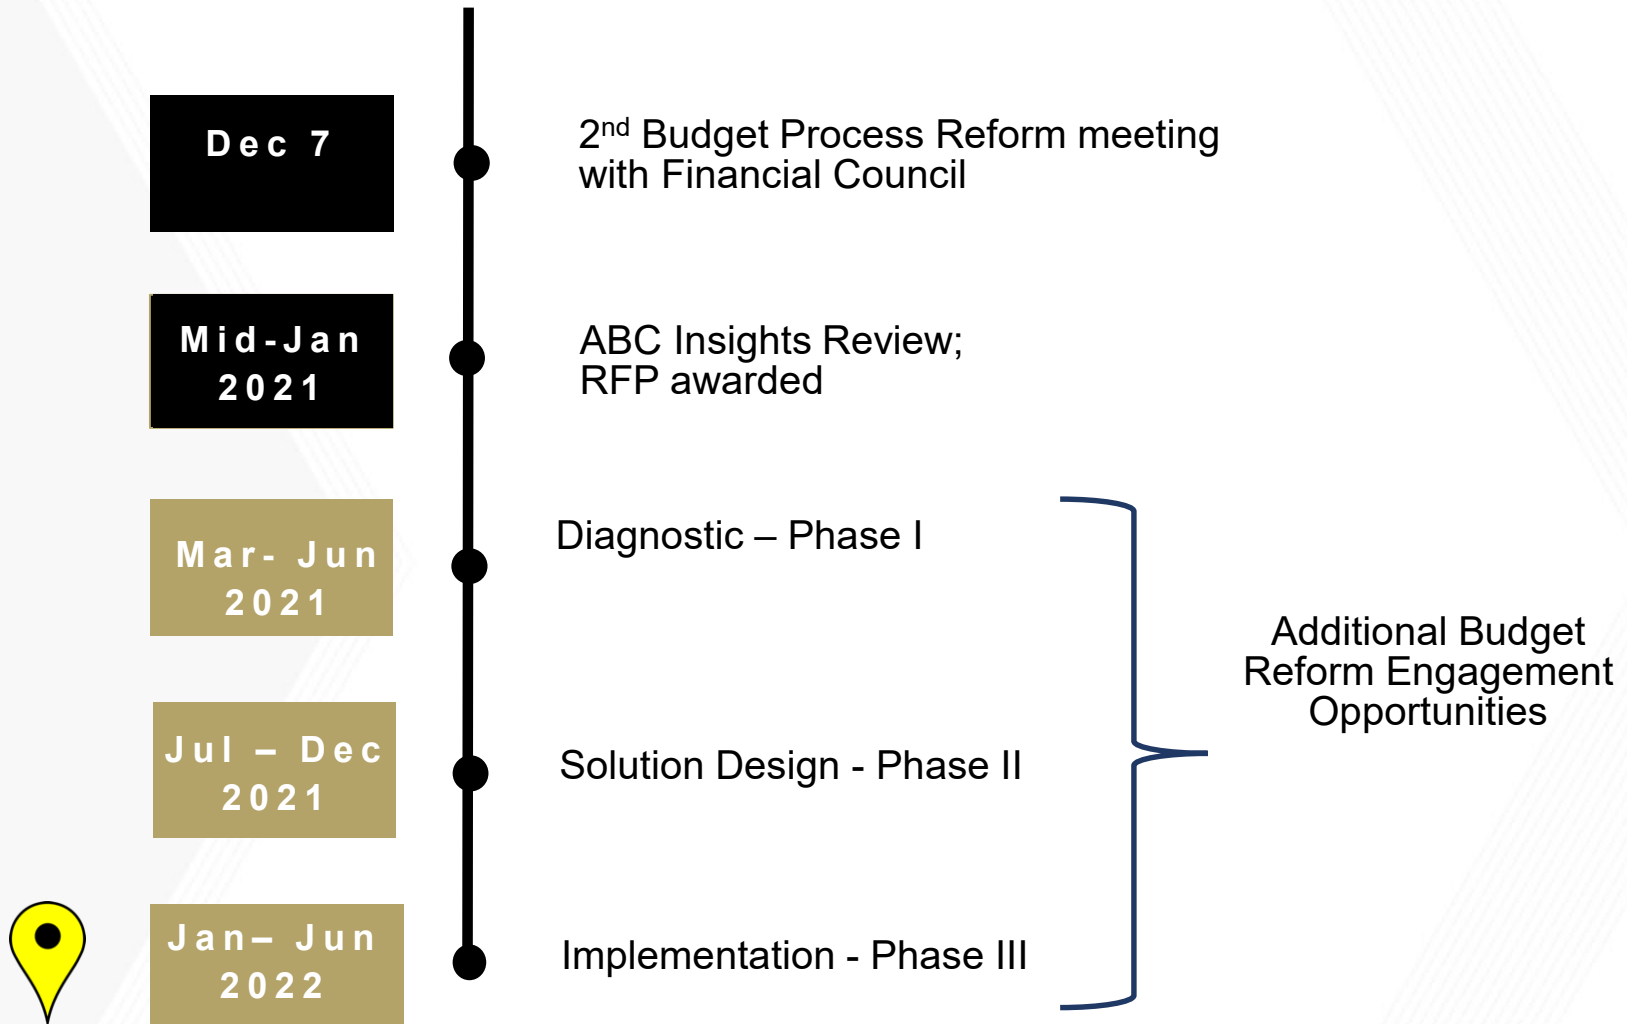 Dec 7
2nd Budget Process Reform meeting
with Financial Council
Mid-Jan
2021
ABC Insights Review;
RFP awarded
Mar- Jun
2021
Diagnostic – Phase I
Jul – Dec
2021
Solution Design - Phase II
Jan– Jun
2022
Implementation - Phase III
Additional Budget
Reform Engagement
Opportunities